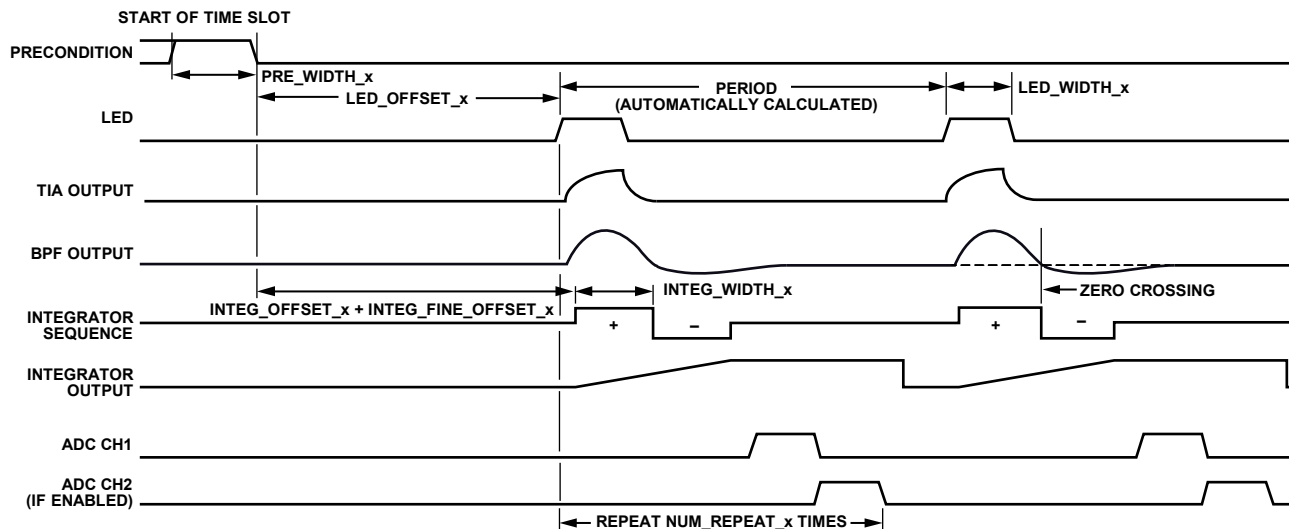 START OF TIME SLOT
PRECONDITION
PRE_WIDTH_x
LED_OFFSET_x
PERIOD
(AUTOMATICALLY CALCULATED)
LED_WIDTH_x
LED
TIA OUTPUT
BPF OUTPUT
INTEG_OFFSET_x + INTEG_FINE_OFFSET_x
INTEG_WIDTH_x
ZERO CROSSING
INTEGRATOR
SEQUENCE
+ – + –
INTEGRATOR
OUTPUT
ADC CH1
ADC CH2
(IF ENABLED)
REPEAT NUM_REPEAT_x TIMES